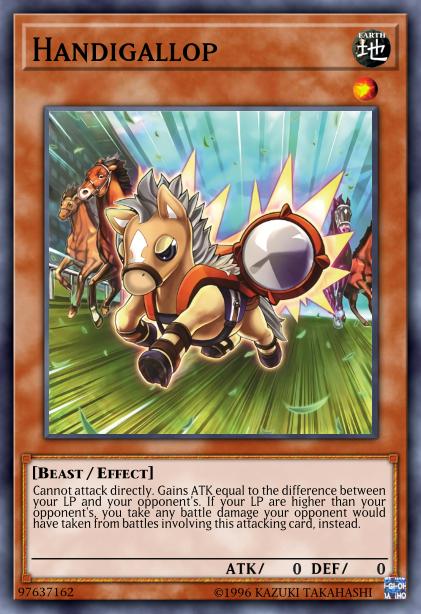 HANDIGALLOP
EARTH
地
[BEAST / EFFECT]
Cannot attack directly. Gains ATK equal to the difference between
your LP and your opponent's. If your LP are higher than your
opponent's, you take any battle damage your opponent would
have taken from battles involving this attacking card, instead.
ATK/ 0 DEF/ 0
97637162
©1996 KAZUKI TAKAHASHI